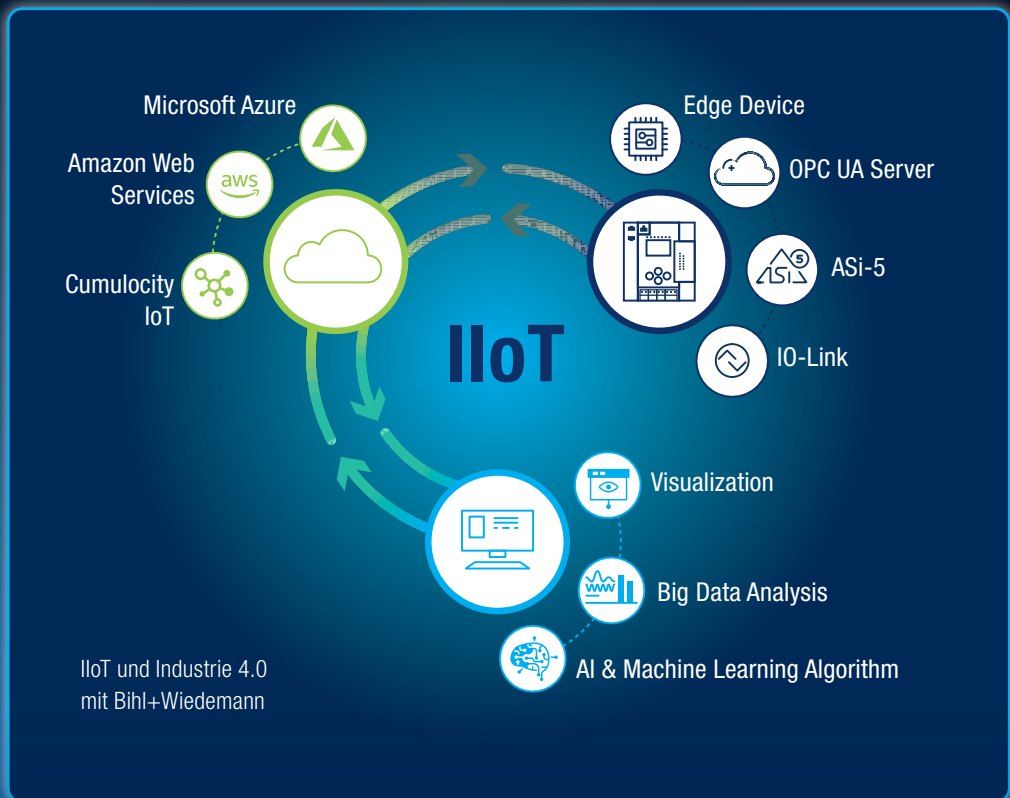 Microsoft Azure
Amazon Web
Services
aws
Cumulocity
IoT
Edge Device
OPC UA Server
ASi-5
ASi
5
IO-Link
IIoT
Visualization
Big Data Analysis
AI & Machine Learning Algorithm
IIoT und Industrie 4.0
mit Bihl+Wiedemann